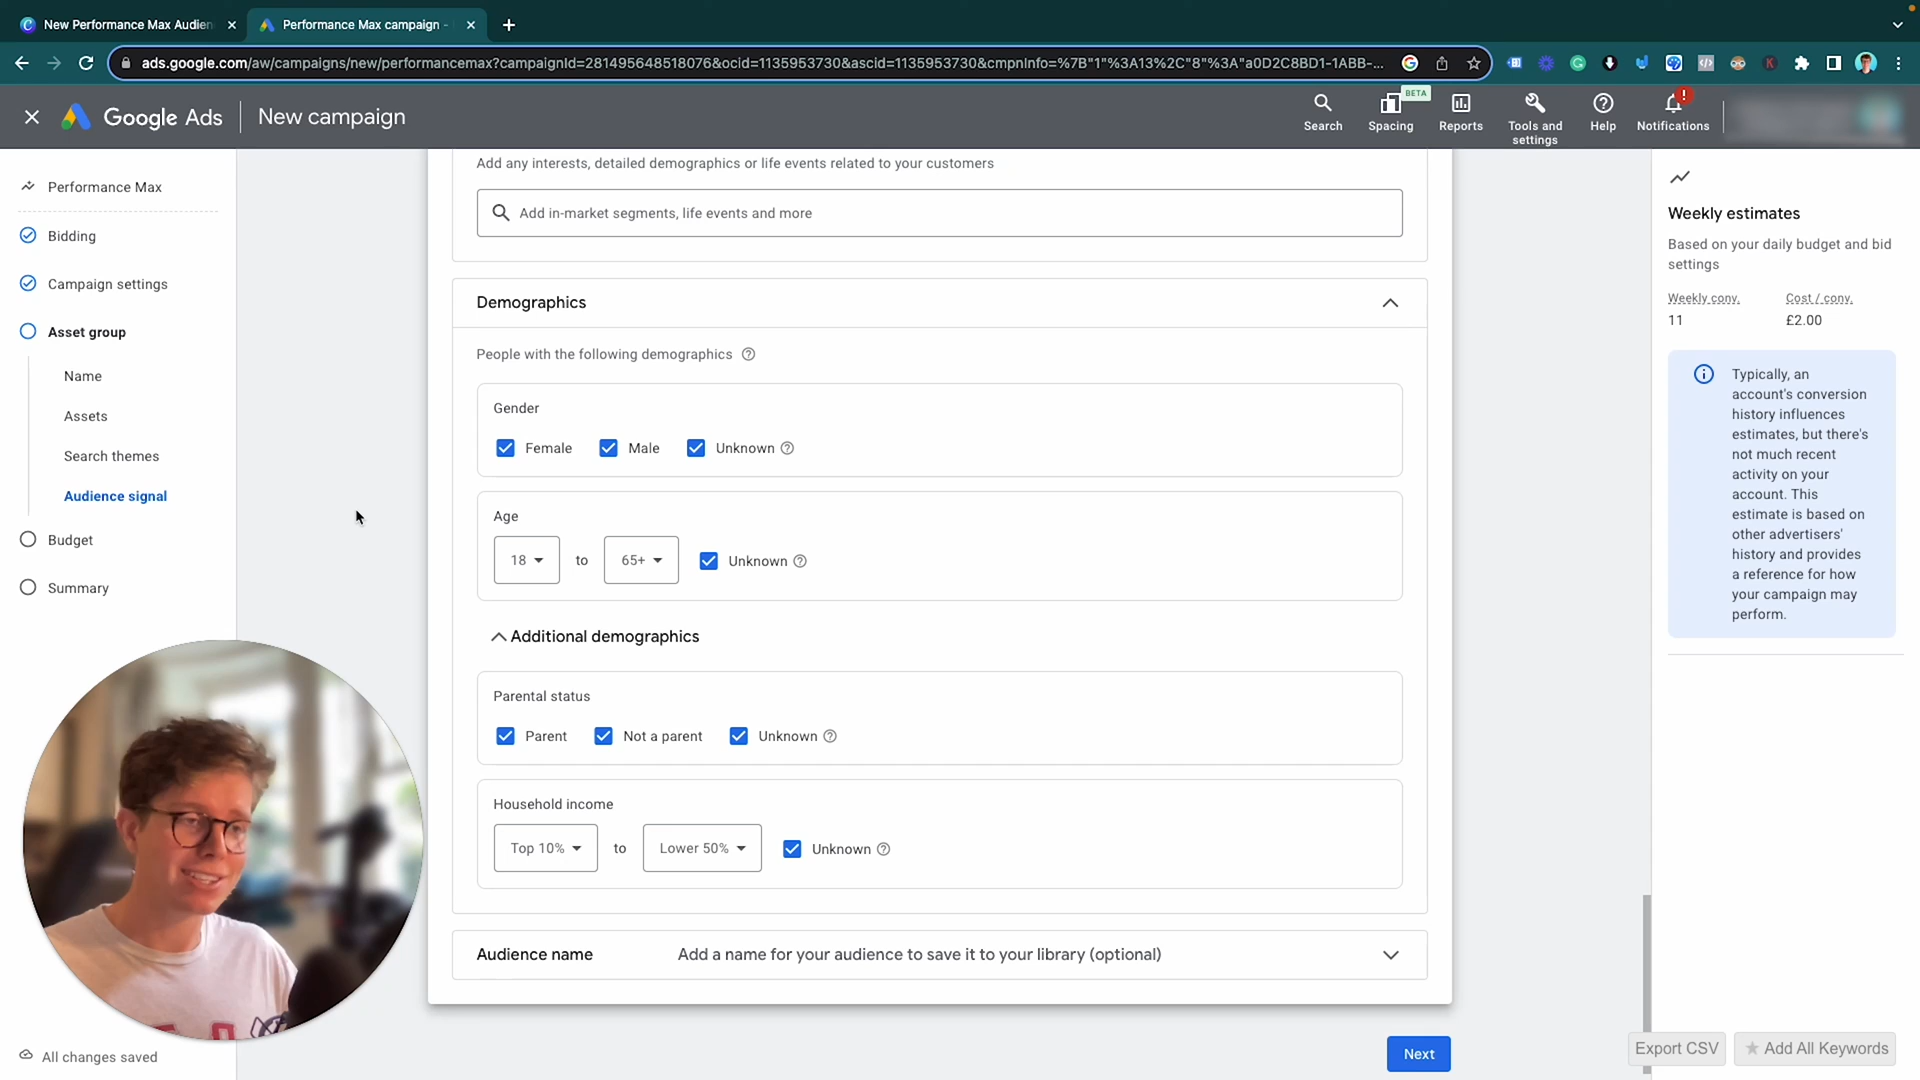 New Performance Max Audien
Performance Max campaign -
ads.google.com/aw/campaigns/new/performancemax?campaignId=281495648518076&ocid=1135953730&ascid=1135953730&cmpnInfo=%7B"1"%3A13%2C"8"%3A"a0D2C8BD1-1ABB-...
Google Ads
New campaign
Search
BETA
Spacing
Reports
Tools and
settings
Help
Notifications
Performance Max
Bidding
Campaign settings
Asset group
Name
Assets
Search themes
Audience signal
Budget
Summary
All changes saved
Add any interests, detailed demographics or life events related to your customers
Add in-market segments, life events and more
Demographics
People with the following demographics
Gender
Female Male Unknown
Age
18 to 65+ Unknown
Additional demographics
Parental status
Parent Not a parent Unknown
Household income
Top 10% to Lower 50% Unknown
Audience name Add a name for your audience to save it to your library (optional)
Next
Weekly estimates
Based on your daily budget and bid
settings
Weekly conv. Cost / conv.
11 £2.00
Typically, an
account's conversion
history influences
estimates, but there's
not much recent
activity on your
account. This
estimate is based on
other advertisers'
history and provides
a reference for how
your campaign may
perform.
Export CSV
Add All Keywords